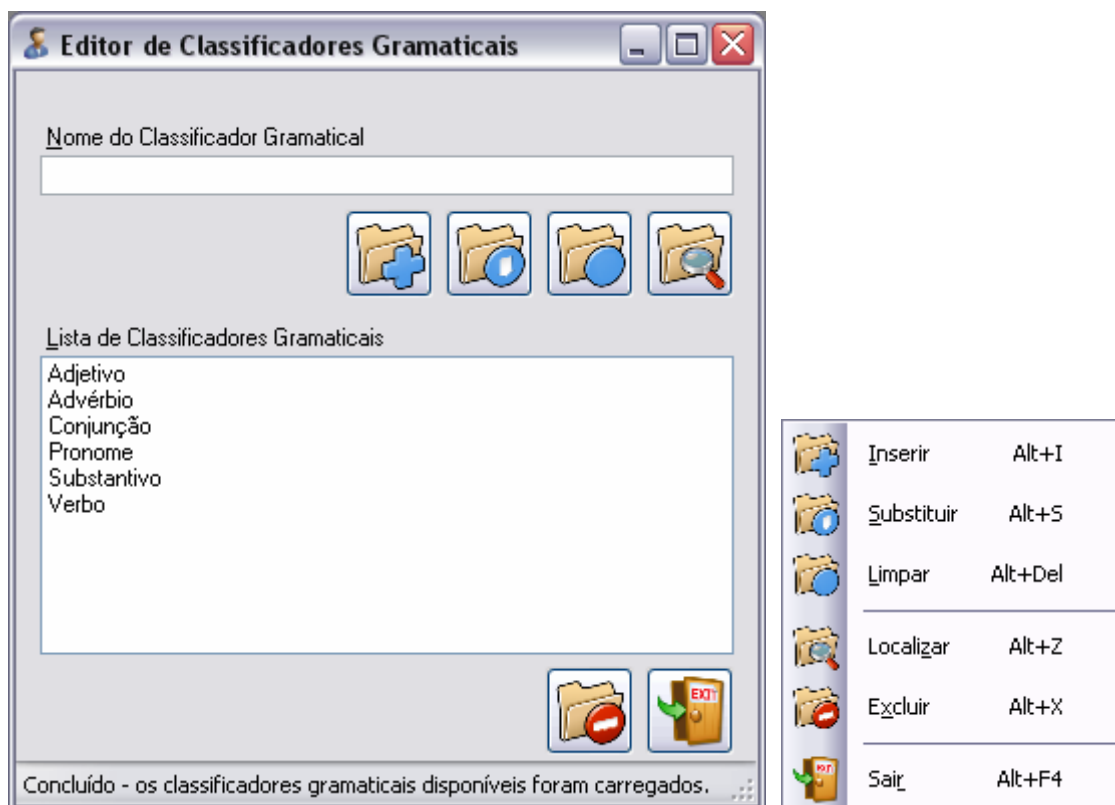 Editor de Classificadores Gramaticais
Nome do Classificador Gramatical
Lista de Classificadores Gramaticais
Adjetivo
Advérbio
Conjunção
Pronome
Substantivo
Verbo
EXIT
Concluído - os classificadores gramaticais disponíveis foram carregados.
Inserir Alt+I
Substituir Alt+S
Limpar Alt+Del
Localizar Alt+Z
Excluir Alt+X
Sair Alt+F4